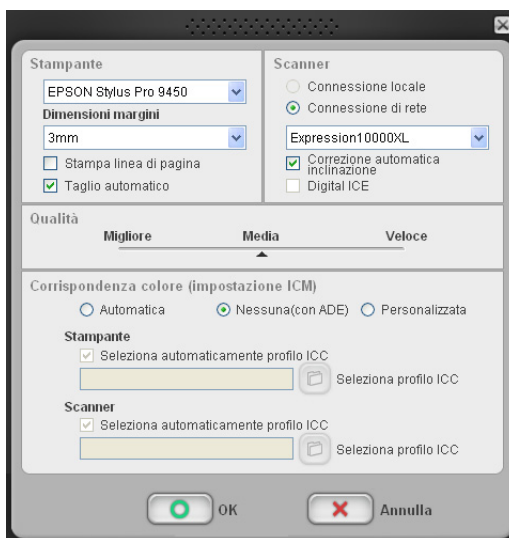 Stampante
EPSON Stylus Pro 9450
Dimensioni margini
3mm
Stampa linea di pagina
Taglio automatico
Scanner
Connessione locale
Connessione di rete
Expression10000XL
Correzione automatica
inclinazione
Digital ICE
Qualità
Migliore Media Veloce
Corrispondenza colore (impostazione ICM)
Automatica Nessuna(con ADE) Personalizzata
Stampante
Seleziona automaticamente profilo ICC
Seleziona profilo ICC
Scanner
Seleziona automaticamente profilo ICC
Seleziona profilo ICC
OK Annulla